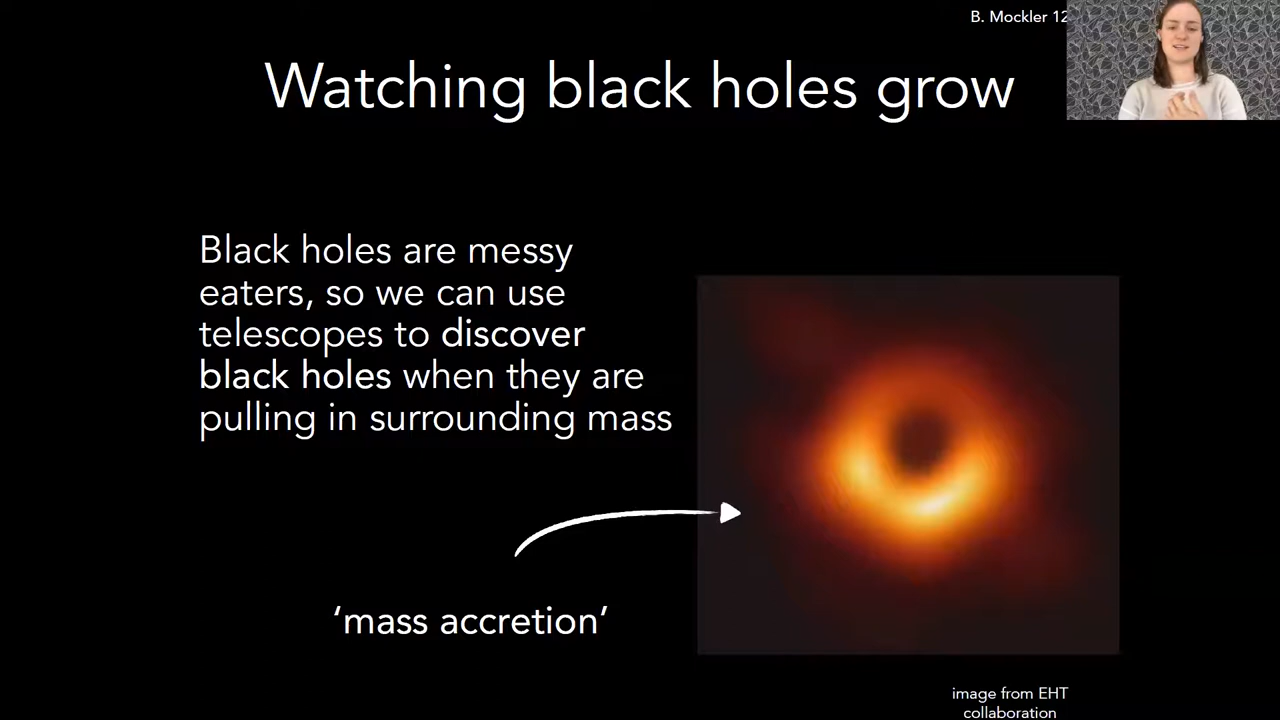 B. Mockler 12
Watching black holes grow
Black holes are messy
eaters, so we can use
telescopes to discover
black holes when they are
pulling in surrounding mass
‘mass accretion’
image from EHT
collaboration